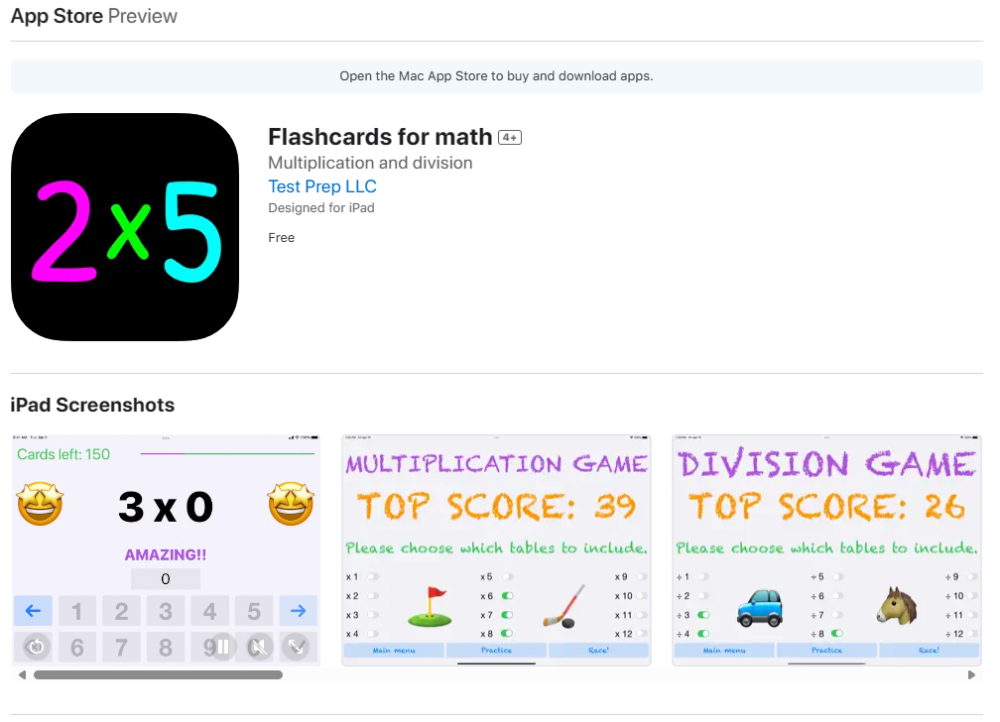 App Store Preview
Open the Mac App Store to buy and download apps.
2x5
Flashcards for math 4+
Multiplication and division
Test Prep LLC
Designed for iPad
Free
iPad Screenshots
Cards left: 150
3 x 0
AMAZING!!
0
1 2 3 4 5
6 7 8 9
MULTIPLICATION GAME
TOP SCORE: 39
Please choose which tables to include.
x 1 x 5 x 9
x 2 x 6 x 10
x 3 x 7 x 11
x 4 x 8 x 12
Main menu Practice Race!
DIVISION GAME
TOP SCORE: 26
Please choose which tables to include.
÷ 1 ÷ 5 ÷ 9
÷ 2 ÷ 6 ÷ 10
÷ 3 ÷ 7 ÷ 11
÷ 4 ÷ 8 ÷ 12
Main menu Practice Race!